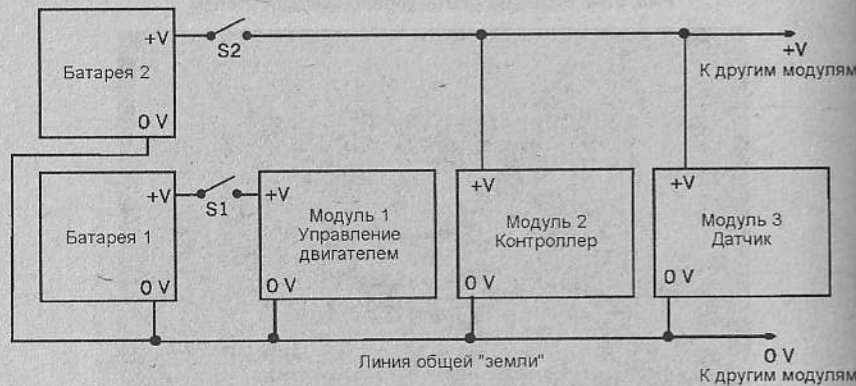 +V
S2
+V
К другим модулям
Батарея 2
0 V
+V
S1
+V
+V
+V
Батарея 1
Модуль 1
Управление
двигателем
Модуль 2
Контроллер
Модуль 3
Датчик
0 V
0 V
0 V
0 V
Линия общей "земли"
0 V
К другим модулям